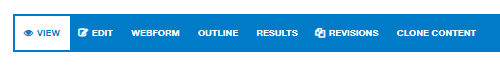 VIEW EDIT WEBFORM OUTLINE RESULTS REVISIONS CLONE CONTENT